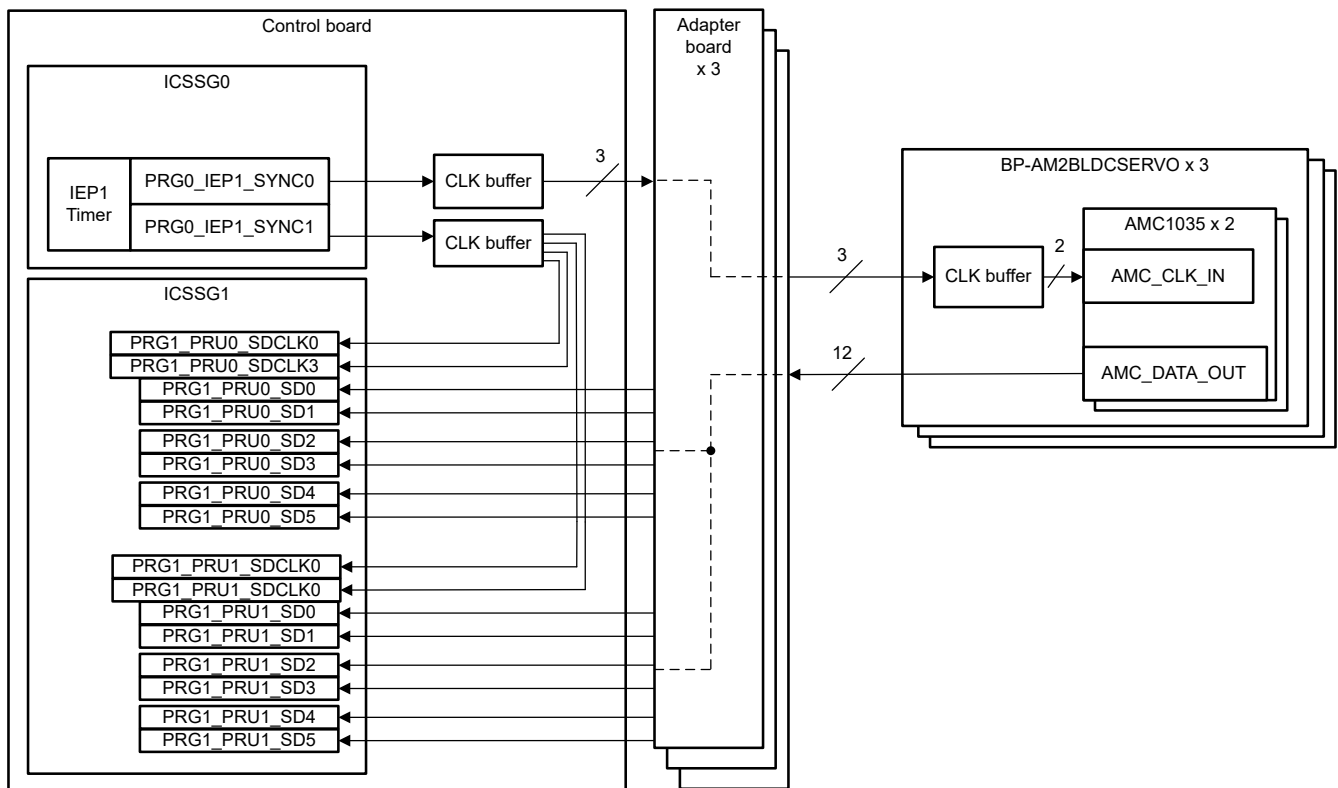 Control board
Adapter
board
x 3
ICSSG0
IEP1
Timer
PRG0_IEP1_SYNC0
PRG0_IEP1_SYNC1
CLK buffer
CLK buffer
3
ICSSG1
PRG1_PRU0_SDCLK0
PRG1_PRU0_SDCLK3
PRG1_PRU0_SD0
PRG1_PRU0_SD1
PRG1_PRU0_SD2
PRG1_PRU0_SD3
PRG1_PRU0_SD4
PRG1_PRU0_SD5
PRG1_PRU1_SDCLK0
PRG1_PRU1_SDCLK0
PRG1_PRU1_SD0
PRG1_PRU1_SD1
PRG1_PRU1_SD2
PRG1_PRU1_SD3
PRG1_PRU1_SD4
PRG1_PRU1_SD5
BP-AM2BLDCSERVO x 3
AMC1035 x 2
3
CLK buffer
2
AMC_CLK_IN
12
AMC_DATA_OUT